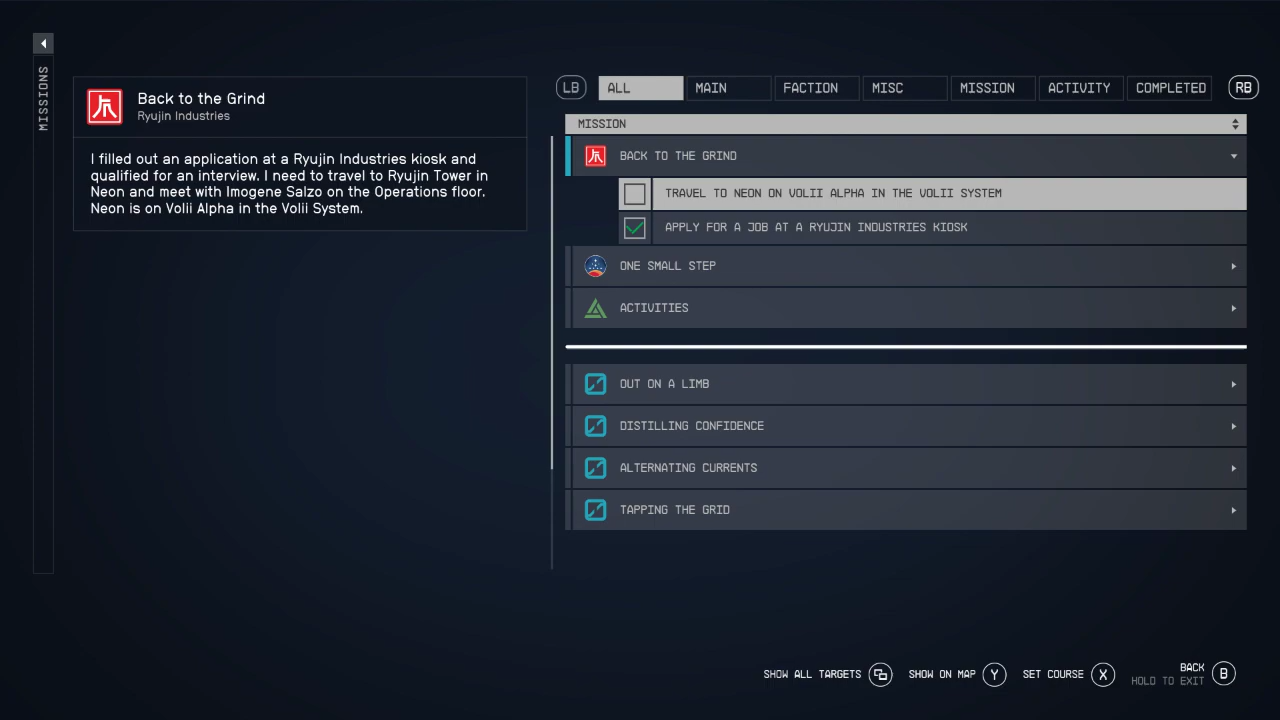 MISSIONS
Back to the Grind
Ryujin Industries
I filled out an application at a Ryujin Industries kiosk and
qualified for an interview. I need to travel to Ryujin Tower in
Neon and meet with Imogene Salzo on the Operations floor.
Neon is on Volii Alpha in the Volii System.
LB ALL MAIN FACTION MISC MISSION ACTIVITY COMPLETED RB
MISSION
BACK TO THE GRIND
TRAVEL TO NEON ON VOLII ALPHA IN THE VOLII SYSTEM
APPLY FOR A JOB AT A RYUJIN INDUSTRIES KIOSK
ONE SMALL STEP
ACTIVITIES
OUT ON A LIMB
DISTILLING CONFIDENCE
ALTERNATING CURRENTS
TAPPING THE GRID
SHOW ALL TARGETS SHOW ON MAP Y SET COURSE X BACK B
HOLD TO EXIT